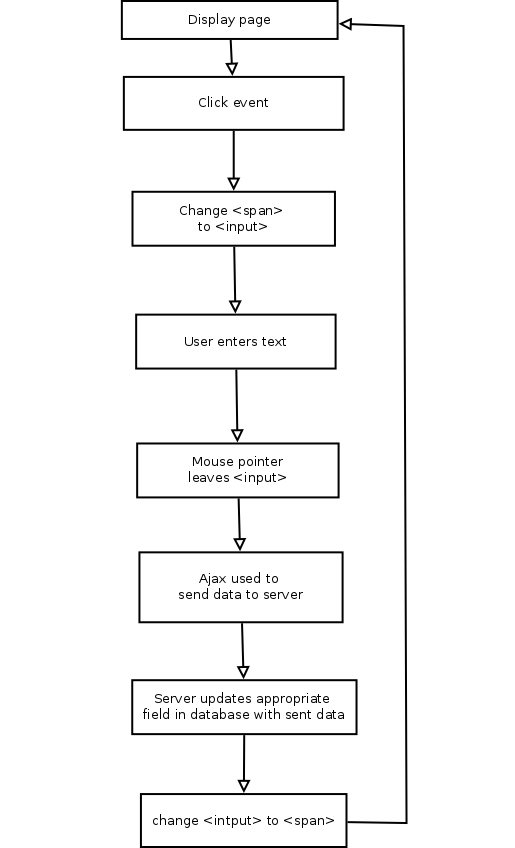 Display page
Click event
Change <span>
to <input>
User enters text
Mouse pointer
leaves <input>
Ajax used to
send data to server
Server updates appropriate
field in database with sent data
change <intput> to <span>